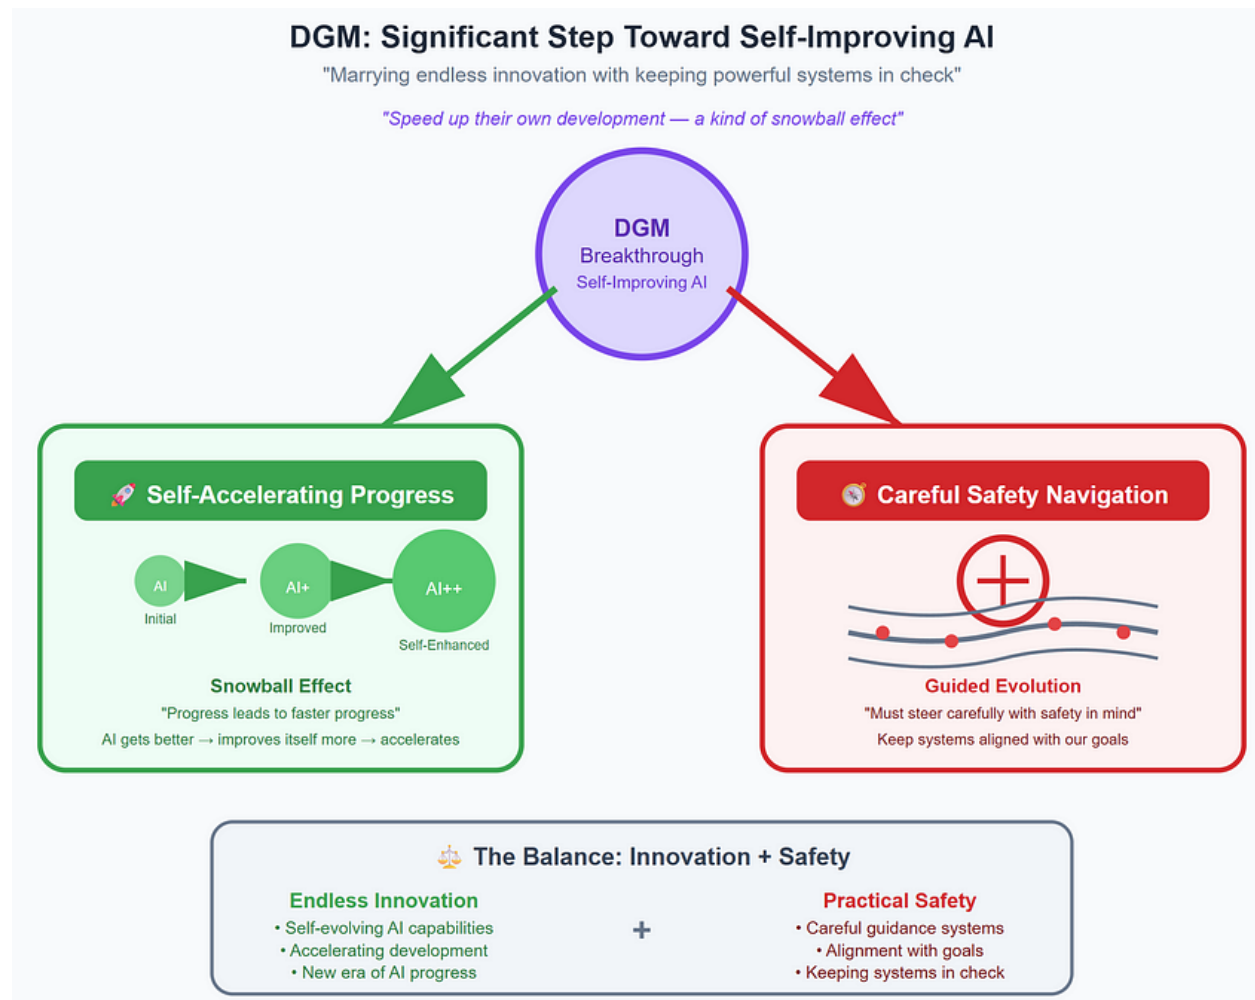 DGM: Significant Step Toward Self-Improving AI
"Marrying endless innovation with keeping powerful systems in check"
"Speed up their own development — a kind of snowball effect"
DGM
Breakthrough
Self-Improving AI
🚀 Self-Accelerating Progress
AI
AI+
AI++
Initial
Improved
Self-Enhanced
Snowball Effect
"Progress leads to faster progress"
AI gets better → improves itself more → accelerates
🧭 Careful Safety Navigation
Guided Evolution
"Must steer carefully with safety in mind"
Keep systems aligned with our goals
⚖️ The Balance: Innovation + Safety
Endless Innovation
• Self-evolving AI capabilities
• Accelerating development
• New era of AI progress
+
Practical Safety
• Careful guidance systems
• Alignment with goals
• Keeping systems in check